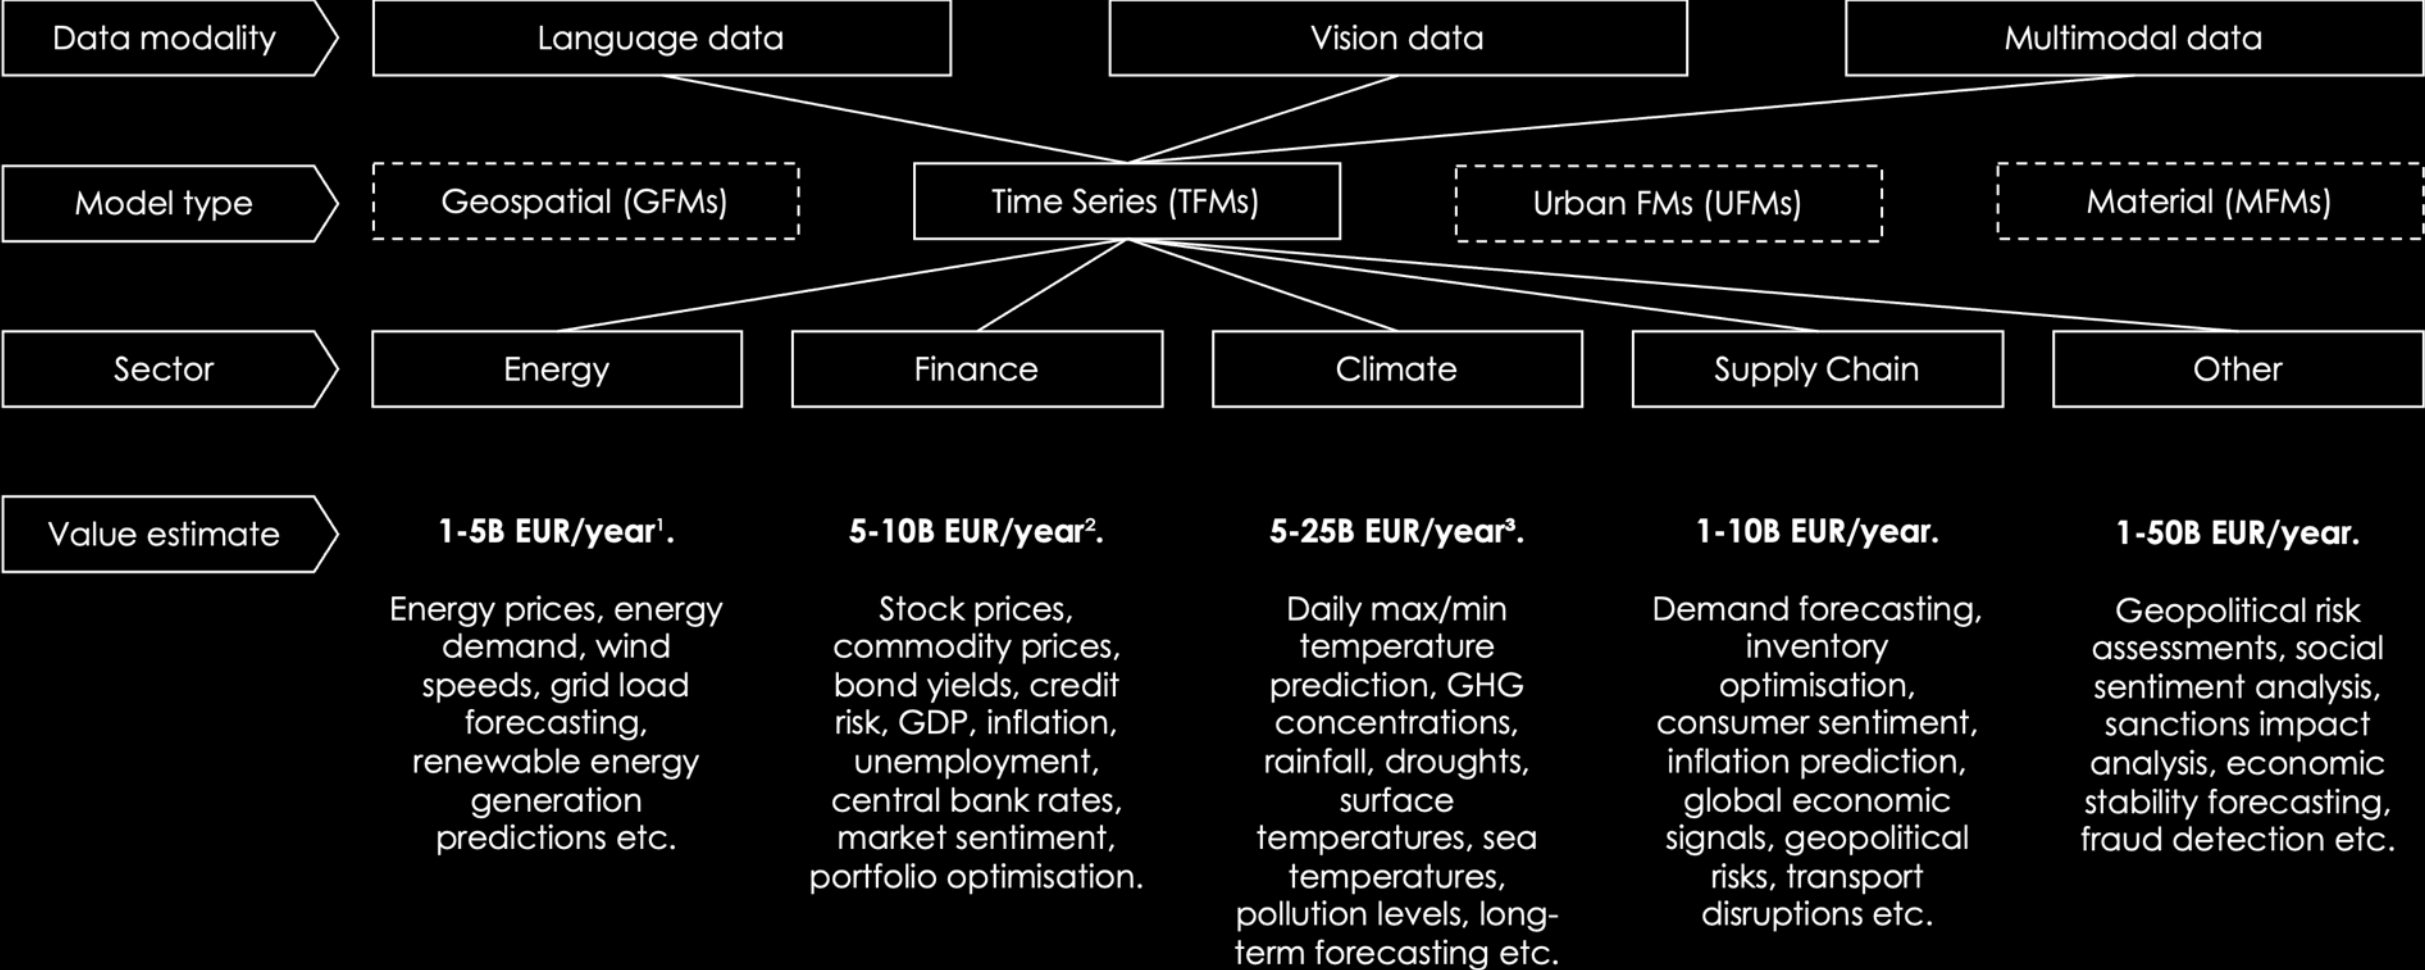 Data modality
Language data
Vision data
Multimodal data
Model type
Geospatial (GFMs)
Time Series (TFMs)
Urban FMs (UFMs)
Material (MFMs)
Sector
Energy
Finance
Climate
Supply Chain
Other
Value estimate
1-5B EUR/year¹.
Energy prices, energy
demand, wind
speeds, grid load
forecasting,
renewable energy
generation
predictions etc.
5-10B EUR/year².
Stock prices,
commodity prices,
bond yields, credit
risk, GDP, inflation,
unemployment,
central bank rates,
market sentiment,
portfolio optimisation.
5-25B EUR/year³.
Daily max/min
temperature
prediction, GHG
concentrations,
rainfall, droughts,
surface
temperatures, sea
temperatures,
pollution levels, long-
term forecasting etc.
1-10B EUR/year.
Demand forecasting,
inventory
optimisation,
consumer sentiment,
inflation prediction,
global economic
signals, geopolitical
risks, transport
disruptions etc.
1-50B EUR/year.
Geopolitical risk
assessments, social
sentiment analysis,
sanctions impact
analysis, economic
stability forecasting,
fraud detection etc.